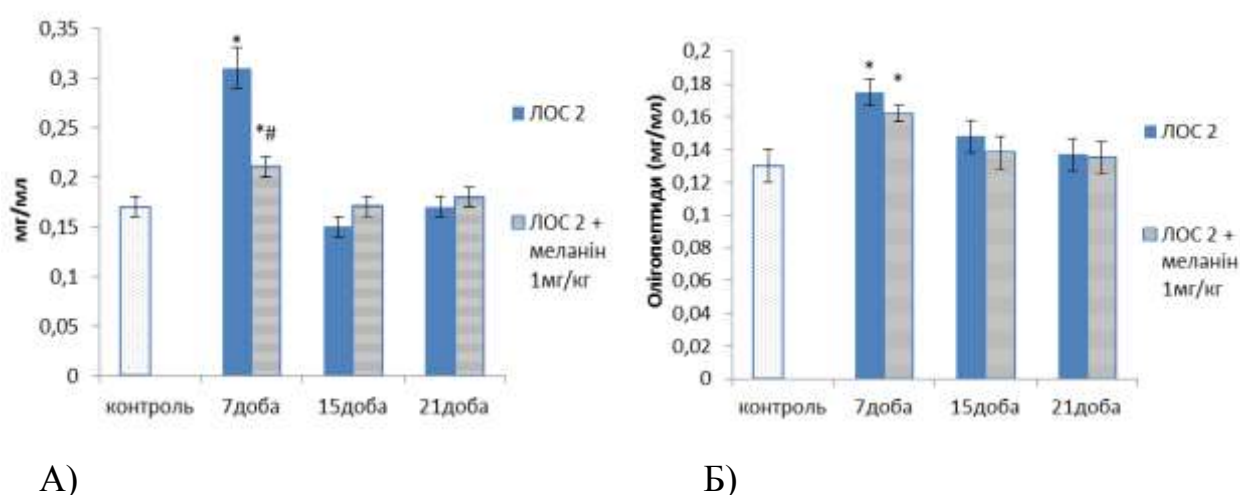 0,35
0,3
0,25
0,2
0,15
0,1
0,05
0
мг/мл
*
*#
контроль
7доба
15доба
21доба
ЛОС 2
ЛОС 2 +
меланін
1мг/кг
А)
0,2
0,18
0,16
0,14
0,12
0,1
0,08
0,06
0,04
0,02
0
Олігопептиди (мг/мл)
*
*
контроль
7доба
15доба
21доба
ЛОС 2
ЛОС 2 +
меланін
1мг/кг
Б)